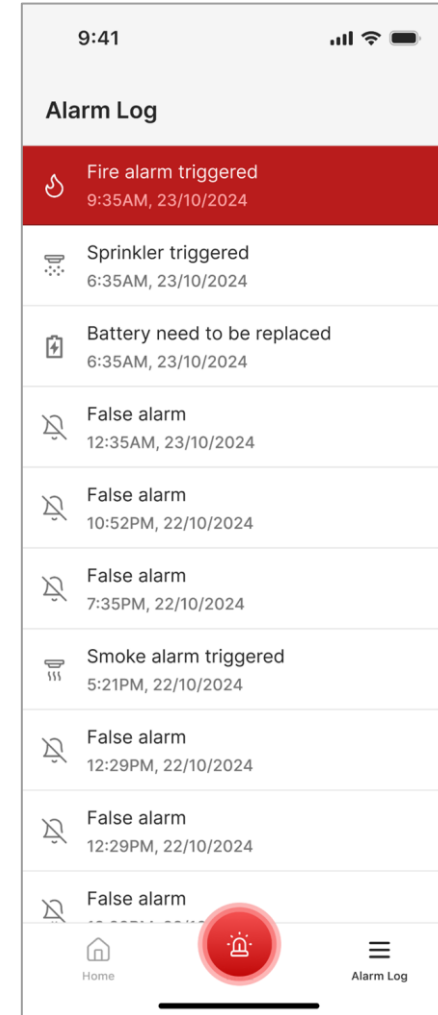 9:41
Alarm Log
Fire alarm triggered
9:35AM, 23/10/2024
Sprinkler triggered
6:35AM, 23/10/2024
Battery need to be replaced
6:35AM, 23/10/2024
False alarm
12:35AM, 23/10/2024
False alarm
10:52PM, 22/10/2024
False alarm
7:35PM, 22/10/2024
Smoke alarm triggered
5:21PM, 22/10/2024
False alarm
12:29PM, 22/10/2024
False alarm
12:29PM, 22/10/2024
False alarm
Home
Alarm Log